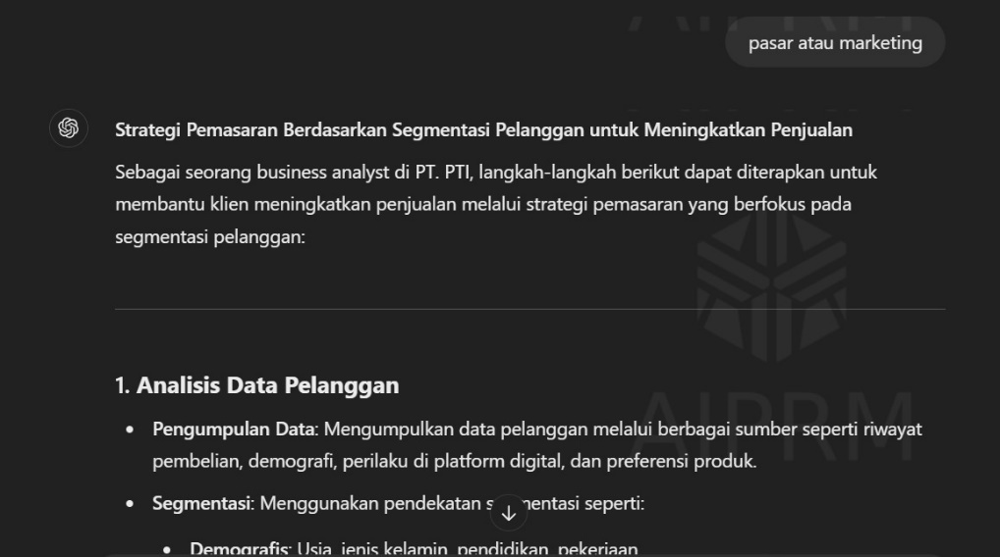 pasar atau marketing
Strategi Pemasaran Berdasarkan Segmentasi Pelanggan untuk Meningkatkan Penjualan
Sebagai seorang business analyst di PT. PTI, langkah-langkah berikut dapat diterapkan untuk
membantu klien meningkatkan penjualan melalui strategi pemasaran yang berfokus pada
segmentasi pelanggan:
1. Analisis Data Pelanggan
• Pengumpulan Data: Mengumpulkan data pelanggan melalui berbagai sumber seperti riwayat
pembelian, demografi, perilaku di platform digital, dan preferensi produk.
• Segmentasi: Menggunakan pendekatan segmentasi seperti:
• Demografis: Usia, jenis kelamin, pendidikan, pekerjaan
AIPRM